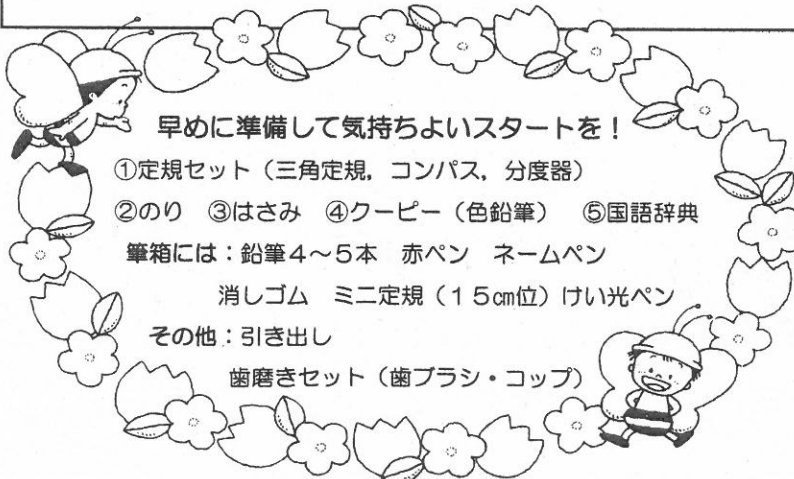 早めに準備して気持ちよいスタートを！
①定規セット（三角定規，コンパス，分度器）
②のり　③はさみ　④クーピー（色鉛筆）　⑤国語辞典
筆箱には：鉛筆４～５本　赤ペン　ネームペン
消しゴム　ミニ定規（１５㎝位）けい光ペン
その他：引き出し
歯磨きセット（歯ブラシ・コップ）